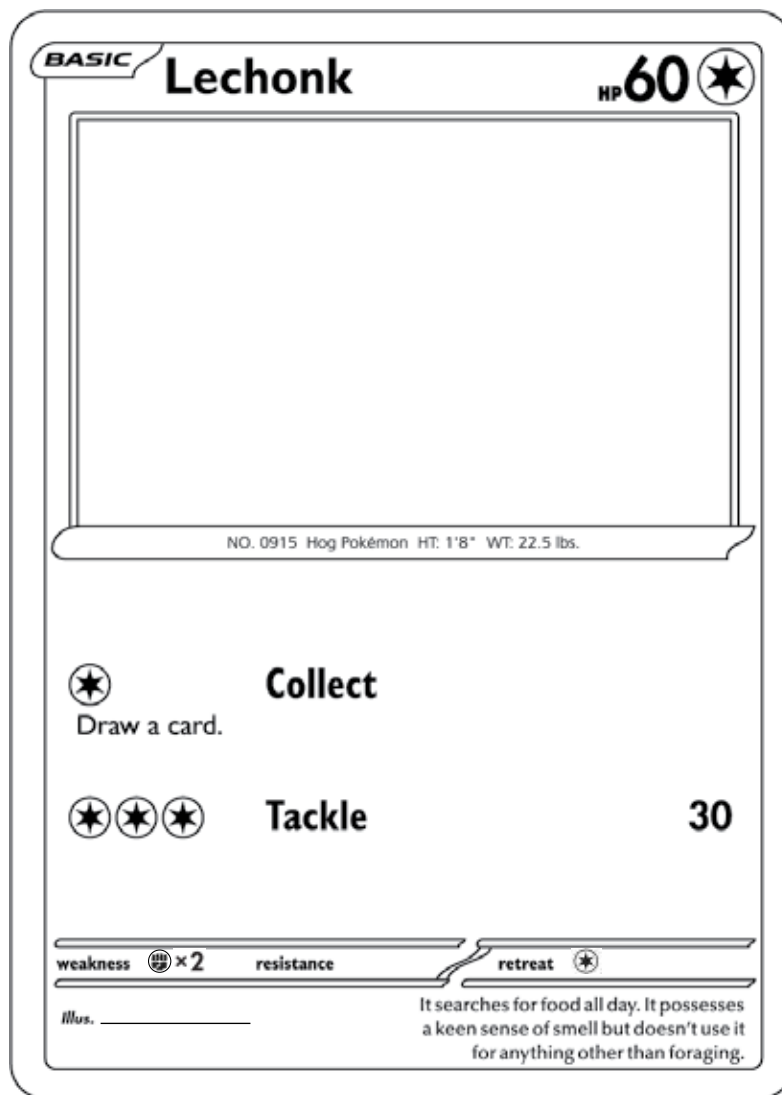 BASIC Lechonk HP 60
NO. 0915 Hog Pokémon HT: 1'8" WT: 22.5 lbs.
Collect
Draw a card.
Tackle 30
weakness ×2 resistance retreat
Illus.
It searches for food all day. It possesses
a keen sense of smell but doesn't use it
for anything other than foraging.